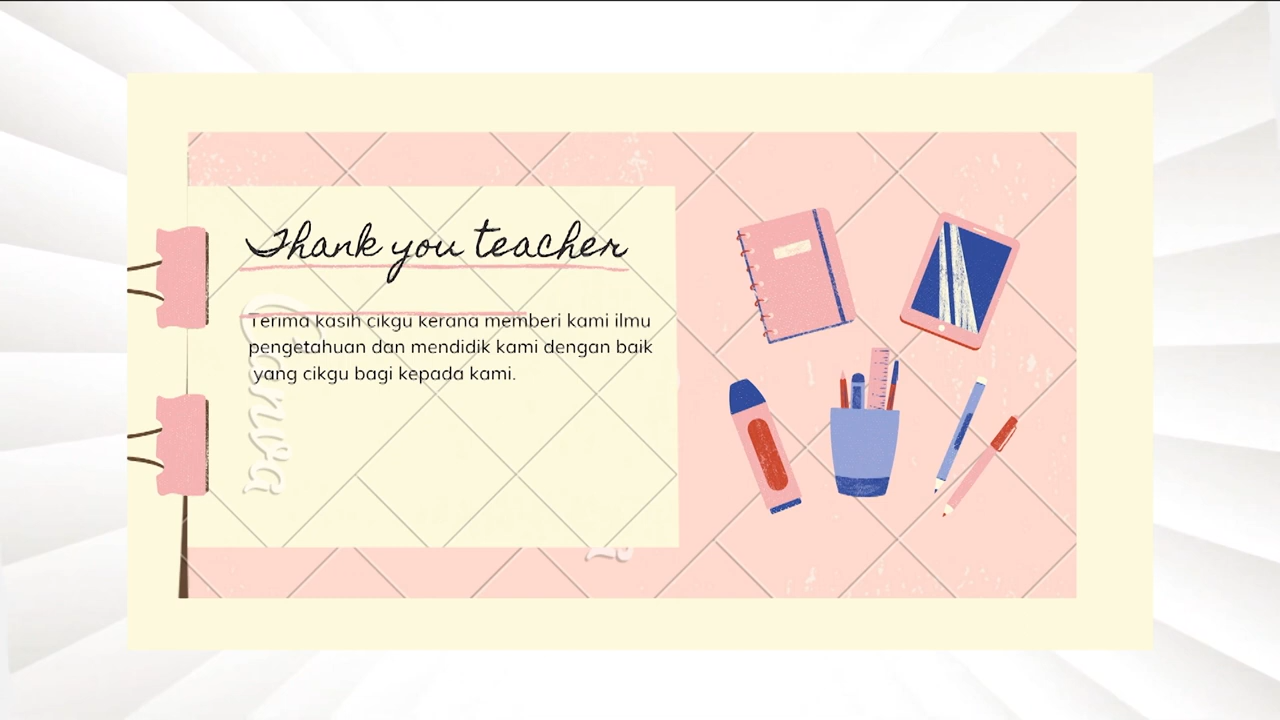 Thank you teacher
Terima kasih cikgu kerana memberi kami ilmu
pengetahuan dan mendidik kami dengan baik
yang cikgu bagi kepada kami.
Canva